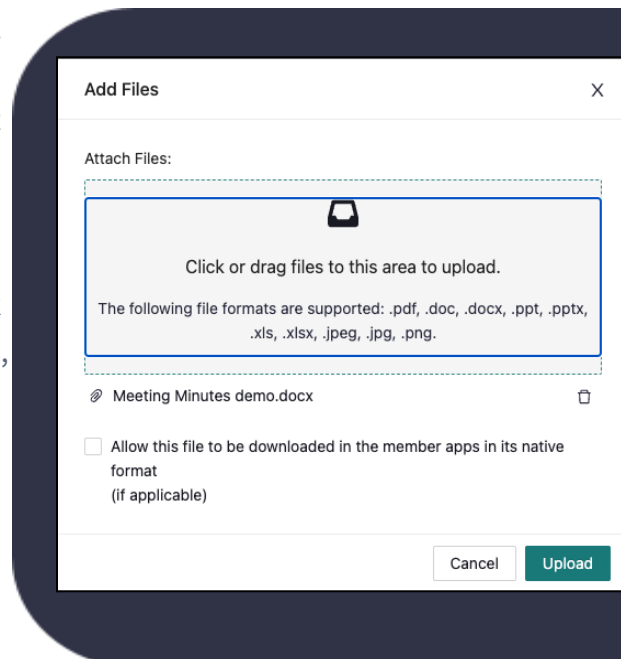 Add Files X
Attach Files:
Click or drag files to this area to upload.
The following file formats are supported: .pdf, .doc, .docx, .ppt, .pptx,
.xls, .xlsx, .jpeg, .jpg, .png.
Meeting Minutes demo.docx
Allow this file to be downloaded in the member apps in its native
format
(if applicable)
Cancel Upload